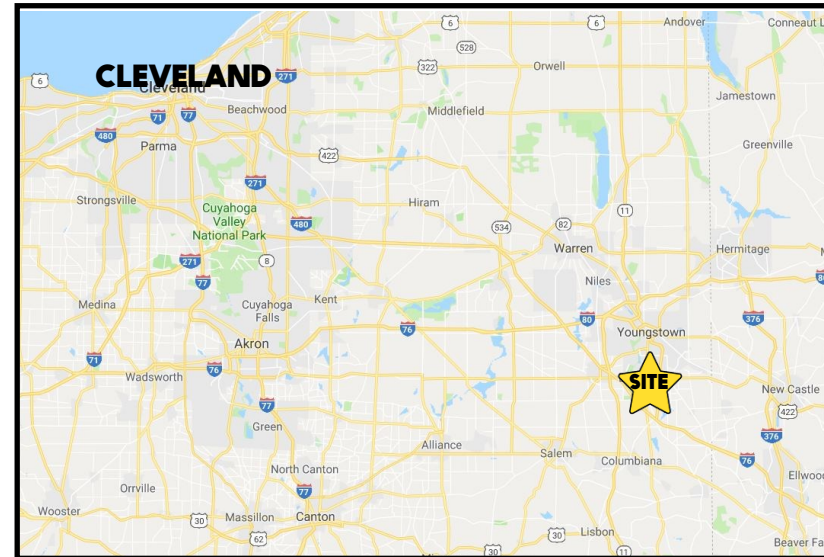 6
6
Andover
Conneaut L
528
CLEVELAND
Cleveland
271
322
Orwell
6
Jamestown
71
77
Beachwood
Middlefield
480
Parma
422
Greenville
271
Strongsville
Cuyahoga
Valley
National Park
Hiram
11
480
534
82
Warren
Hermitage
271
8
77
Niles
80
Medina
Cuyahoga
Falls
Kent
76
80
376
Youngstown
Akron
71
76
Wadsworth
SITE
New Castle
422
77
Green
376
Alliance
Salem
Columbiana
76
North Canton
Ellwoo
Orrville
77
Wooster
30
Massillon
Canton
62
30
Lisbon
30
11
Beaver Fa